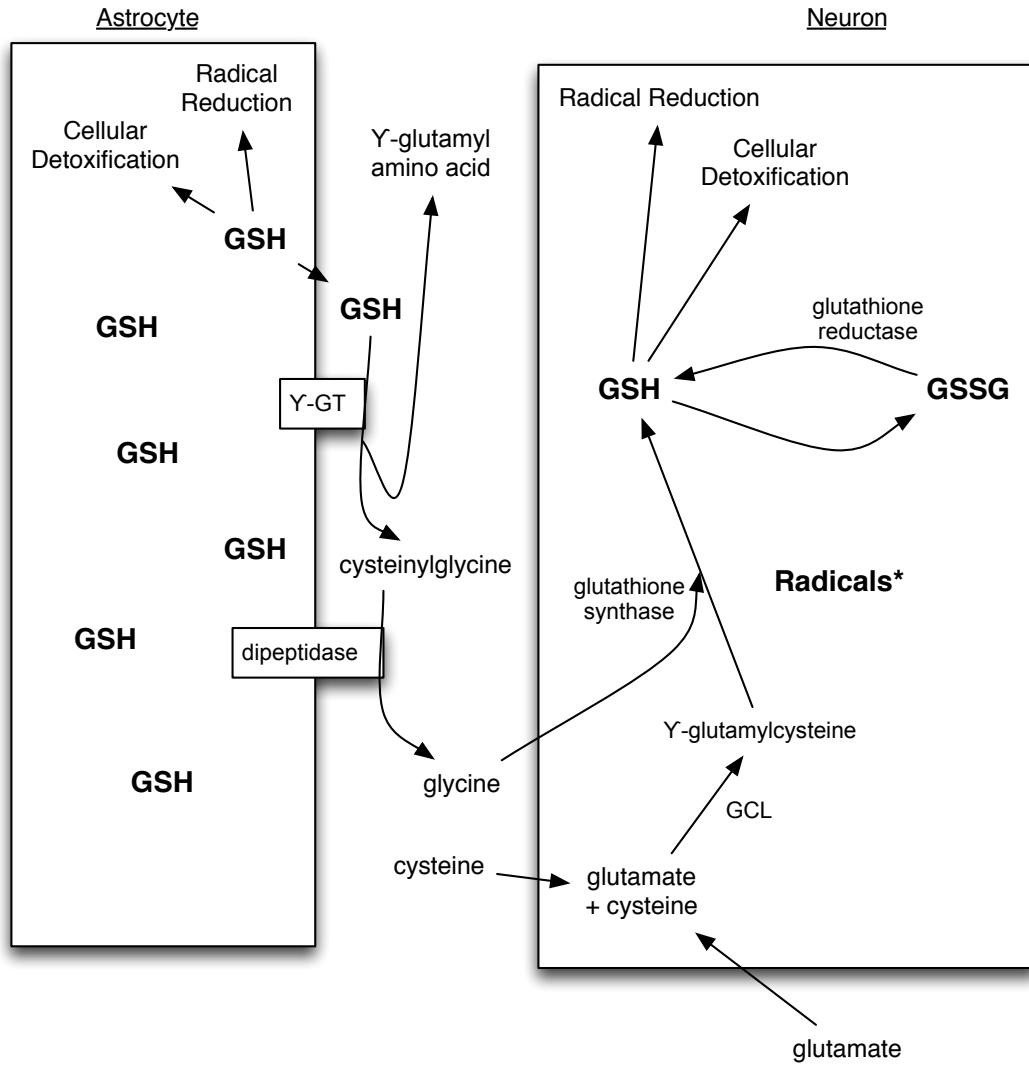 Astrocyte
Neuron
Radical
Reduction
Cellular
Detoxification
GSH
GSH
GSH
GSH
GSH
GSH
GSH
ϒ-glutamyl
amino acid
ϒ-GT
cysteinylglycine
dipeptidase
glycine
cysteine
Radical Reduction
Cellular
Detoxification
glutathione
reductase
GSH
GSSG
glutathione
synthase
Radicals*
ϒ-glutamylcysteine
GCL
glutamate
+ cysteine
glutamate